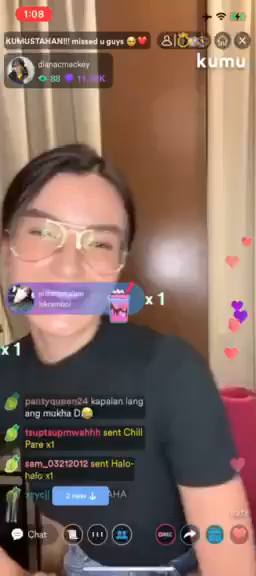 1:08
KUMUSTAHAN!!! missed u guys 🥺❤️
dianacmackey
88 11.
kumu
x 1
x 1
pantyqueen24 kapalan lang
ang mukha D.😂
tsuptsupmwahhh sent Chill
Pare x1
sam_03212012 sent Halo-
halo x1
2 new ↓
AHA
Chat